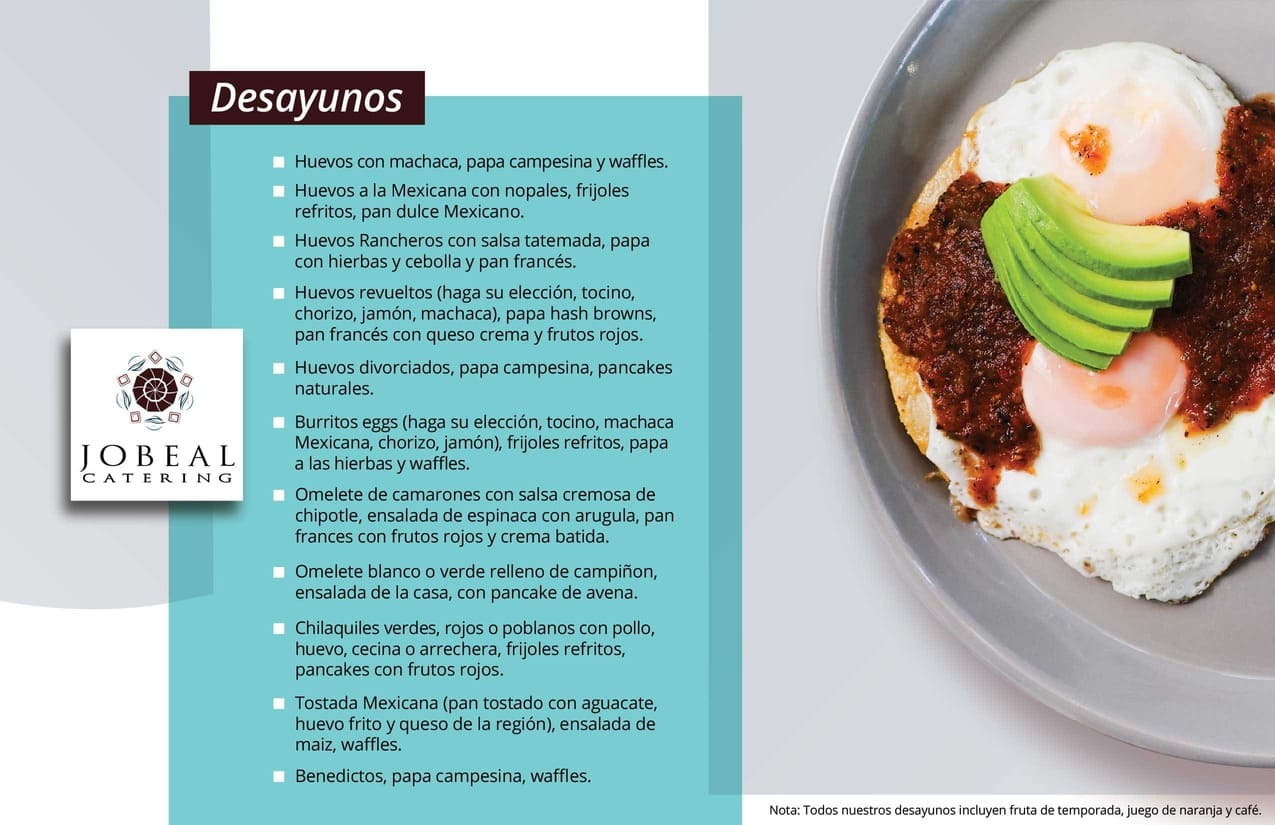 Desayunos
Huevos con machaca, papa campesina y waffles.
Huevos a la Mexicana con nopales, frijoles
refritos, pan dulce Mexicano.
Huevos Rancheros con salsa tatemada, papa
con hierbas y cebolla y pan francés.
Huevos revueltos (haga su elección, tocino,
chorizo, jamón, machaca), papa hash browns,
pan francés con queso crema y frutos rojos.
Huevos divorciados, papa campesina, pancakes
naturales.
Burritos eggs (haga su elección, tocino, machaca
Mexicana, chorizo, jamón), frijoles refritos, papa
a las hierbas y waffles.
Omelete de camarones con salsa cremosa de
chipotle, ensalada de espinaca con arugula, pan
frances con frutos rojos y crema batida.
Omelete blanco o verde relleno de campiñon,
ensalada de la casa, con pancake de avena.
Chilaquiles verdes, rojos o poblanos con pollo,
huevo, cecina o arrechera, frijoles refritos,
pancakes con frutos rojos.
Tostada Mexicana (pan tostado con aguacate,
huevo frito y queso de la región), ensalada de
maiz, waffles.
Benedictos, papa campesina, waffles.
JOBEAL
CATERING
Nota: Todos nuestros desayunos incluyen fruta de temporada, juego de naranja y café.